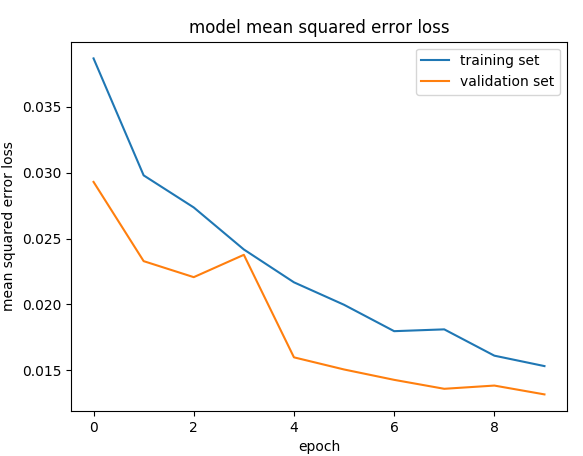 model mean squared error loss
training set
validation set
mean squared error loss
0.035
0.030
0.025
0.020
0.015
0 2 4 6 8
epoch